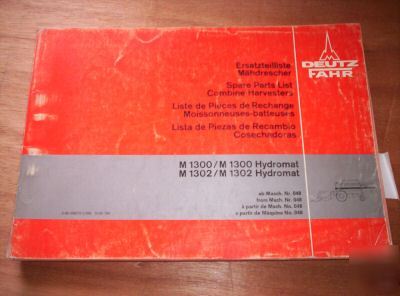 Ersatzteilliste
Mähdrescher
Spare Parts List
Combine Harvesters
Liste de Pièces de Rechange
Moissonneuses-batteuses
Lista de Piezas de Recambio
Cosechadoras
DEUTZ
FAHR
M 1300/M 1300 Hydromat
M 1302/M 1302 Hydromat
ab Masch. Nr. 048
from Mach. Nr. 048
à partir de Mach. No. 048
a partir de Máquina No. 048